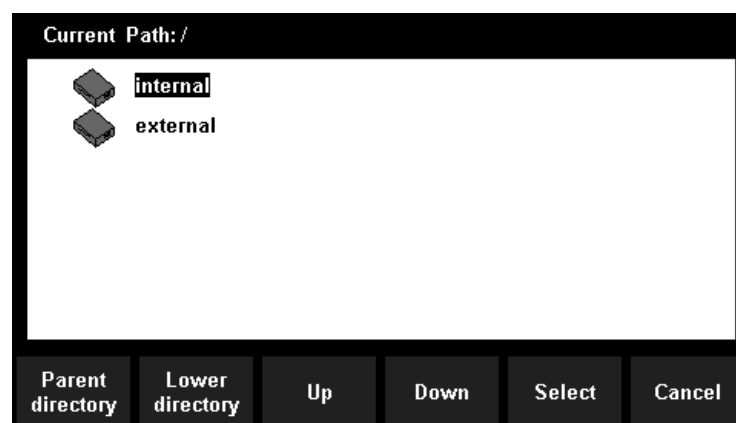 Current Path: /
internal
external
Parent directory
Lower directory
Up
Down
Select
Cancel